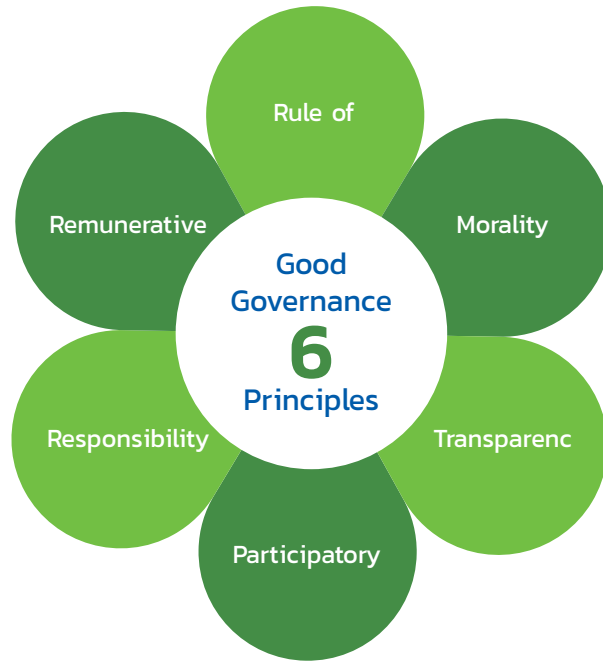 Rule of
Remunerative
Morality
Good
Governance
6
Principles
Responsibility
Transparenc
Participatory